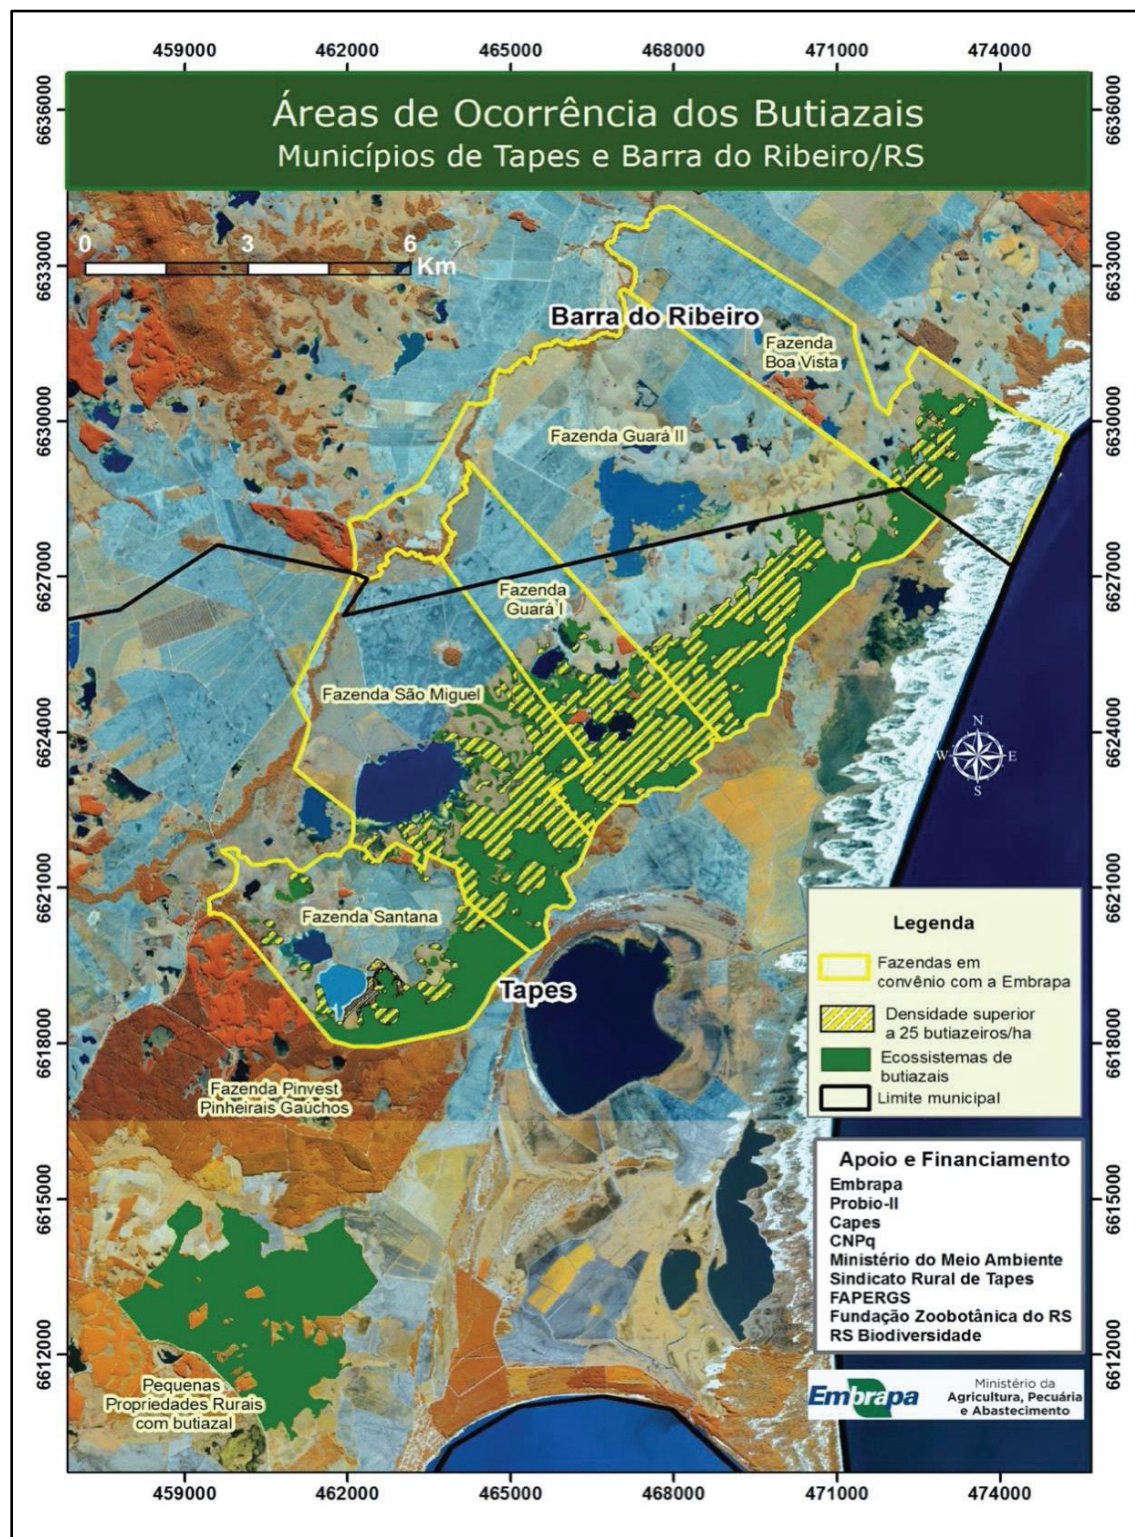 459000 462000 465000 468000 471000 474000
6636000
6636000
Áreas de Ocorrência dos Butiazais
Municípios de Tapes e Barra do Ribeiro/RS
0 3 6
Km
6633000
6633000
Barra do Ribeiro
Fazenda
Boa Vista
6630000
6630000
Fazenda Guará II
6627000
6627000
Fazenda
Guará I
Fazenda São Miguel
6624000
6624000
N
W E
S
6621000
6621000
Fazenda Santana
Tapes
6618000
6618000
Fazenda Pinvest
Pinheirais Gaúchos
Legenda
Fazendas em
convênio com a Embrapa
Densidade superior
a 25 butiazeiros/ha
Ecossistemas de
butiazais
Limite municipal
6615000
6615000
Apoio e Financiamento
Embrapa
Probio-II
Capes
CNPq
Ministério do Meio Ambiente
Sindicato Rural de Tapes
FAPERGS
Fundação Zoobotânica do RS
RS Biodiversidade
6612000
6612000
Pequenas
Propriedades Rurais
com butiazal
Embrapa
Ministério da
Agricultura, Pecuária
e Abastecimento
459000 462000 465000 468000 471000 474000